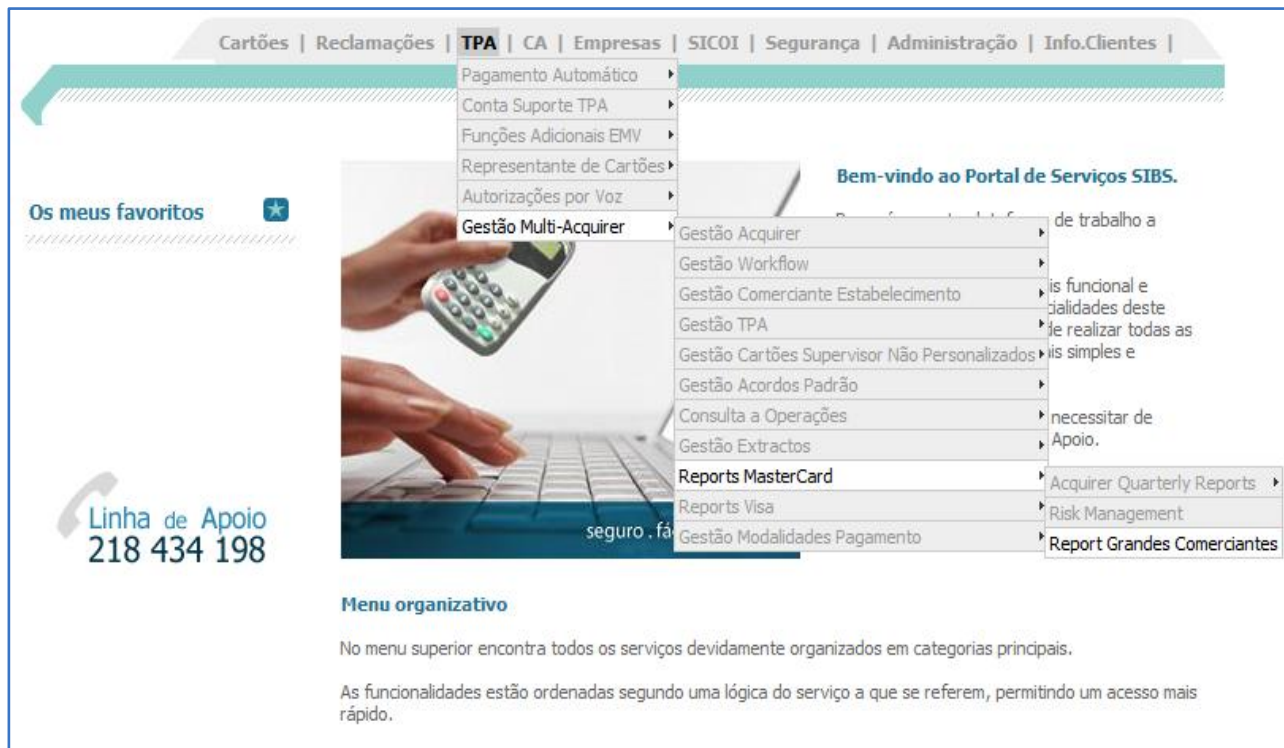 Cartões | Reclamações | TPA | CA | Empresas | SICOI | Segurança | Administração | Info.Clientes |
Pagamento Automático
Conta Suporte TPA
Funções Adicionais EMV
Representante de Cartões
Autorizações por Voz
Gestão Multi-Acquirer
Gestão Acquirer
Gestão Workflow
Gestão Comerciante Estabelecimento
Gestão TPA
Gestão Cartões Supervisor Não Personalizados
Gestão Acordos Padrão
Consulta a Operações
Gestão Extractos
Reports MasterCard
Reports Visa
Gestão Modalidades Pagamento
Acquirer Quarterly Reports
Risk Management
Report Grandes Comerciantes
Os meus favoritos
Linha de Apoio
218 434 198
seguro . fá
Bem-vindo ao Portal de Serviços SIBS.
de trabalho a
is funcional e
ialidades deste
de realizar todas as
is simples e
necessitar de
Apoio.
Menu organizativo
No menu superior encontra todos os serviços devidamente organizados em categorias principais.
As funcionalidades estão ordenadas segundo uma lógica do serviço a que se referem, permitindo um acesso mais
rápido.